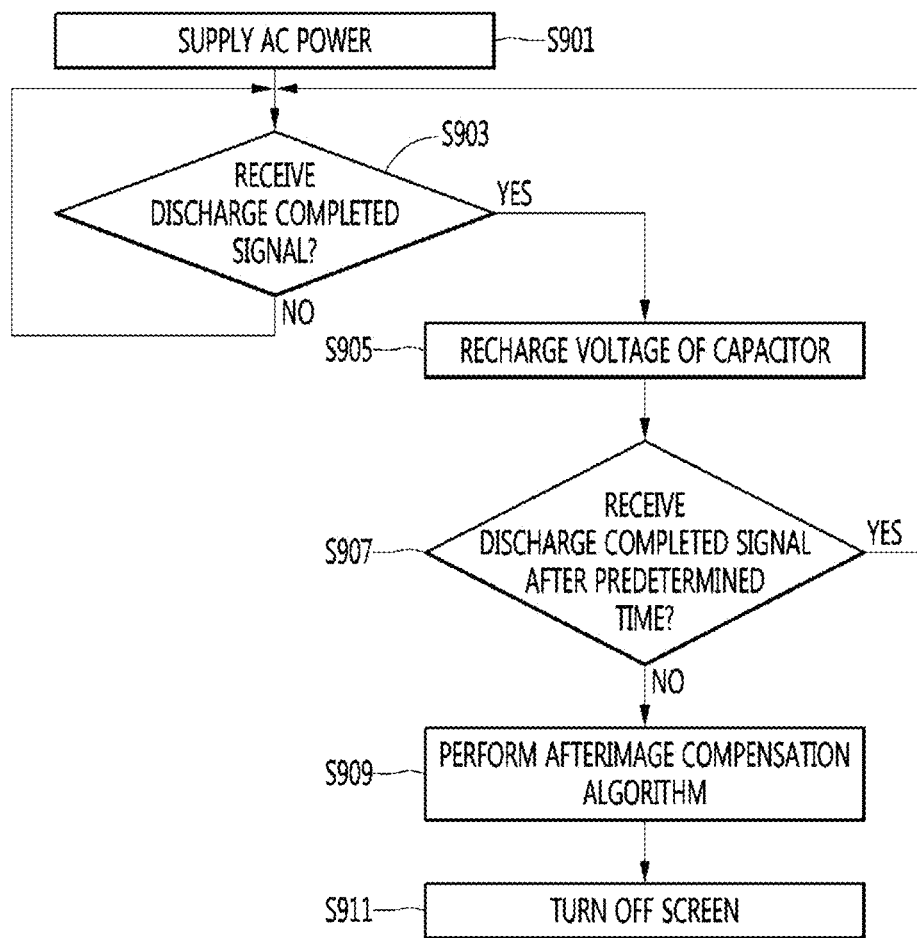 SUPPLY AC POWER
S901
S903
RECEIVE
DISCHARGE COMPLETED
SIGNAL?
YES
NO
S905
RECHARGE VOLTAGE OF CAPACITOR
RECEIVE
DISCHARGE COMPLETED SIGNAL
AFTER PREDETERMINED
TIME?
S907
YES
NO
S909
PERFORM AFTERIMAGE COMPENSATION
ALGORITHM
S911
TURN OFF SCREEN